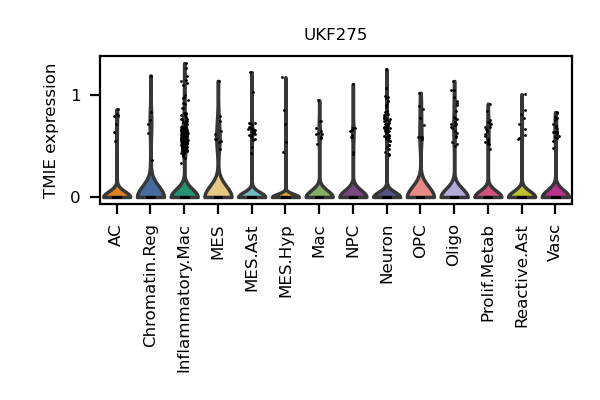 UKF275
TMIE expression
1
0
AC
Chromatin.Reg
Inflammatory.Mac
MES
MES.Ast
MES.Hyp
Mac
NPC
Neuron
OPC
Oligo
Prolif.Metab
Reactive.Ast
Vasc